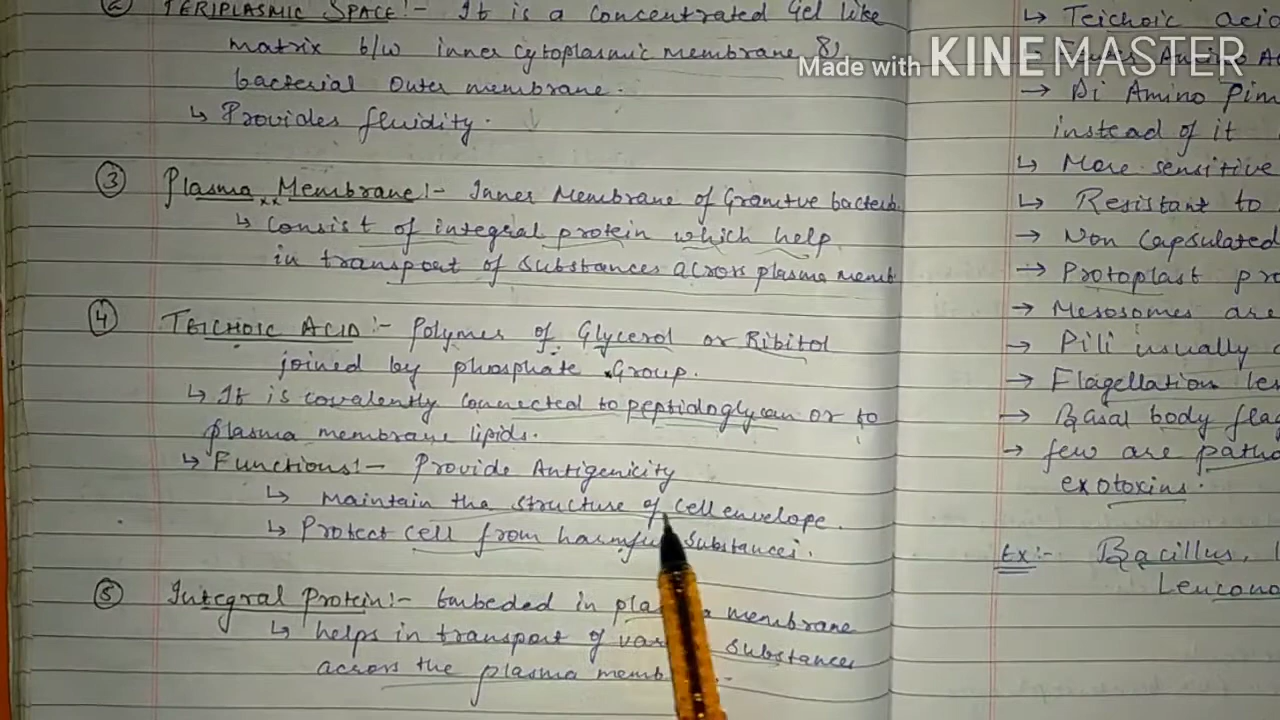 ② PERIPLASMIC SPACE:- It is a concentrated Gel like
matrix b/w inner cytoplasmic membrane &
bacterial outer membrane.
↳ Provides fluidity.
③ Plasma Membrane:- Inner Membrane of Gram+ve bacteria
↳ Consist of integral protein which help
in transport of substances across plasma memb
④ TEICHOIC ACID:- Polymer of Glycerol or Ribitol
joined by phosphate Group.
↳ It is covalently connected to peptidoglycan or to
plasma membrane lipids.
↳ Functions:- Provide Antigenicity
↳ Maintain the structure of cell envelope.
↳ Protect cell from harmful substances.
⑤ Integral Protein:- Embeded in plasma membrane
↳ helps in transport of substances
across the plasma memb
Made with KINEMASTER
↳ Teichoic acid
→ Di Amino Pim
instead of it
↳ More sensitive
↳ Resistant to
→ Non Capsulated
→ Protoplast pro
→ Mesosomes are
→ Pili usually
→ Flagellation les
→ Basal body flag
→ few are patho
exotoxins.
Ex:- Bacillus,
Leucono